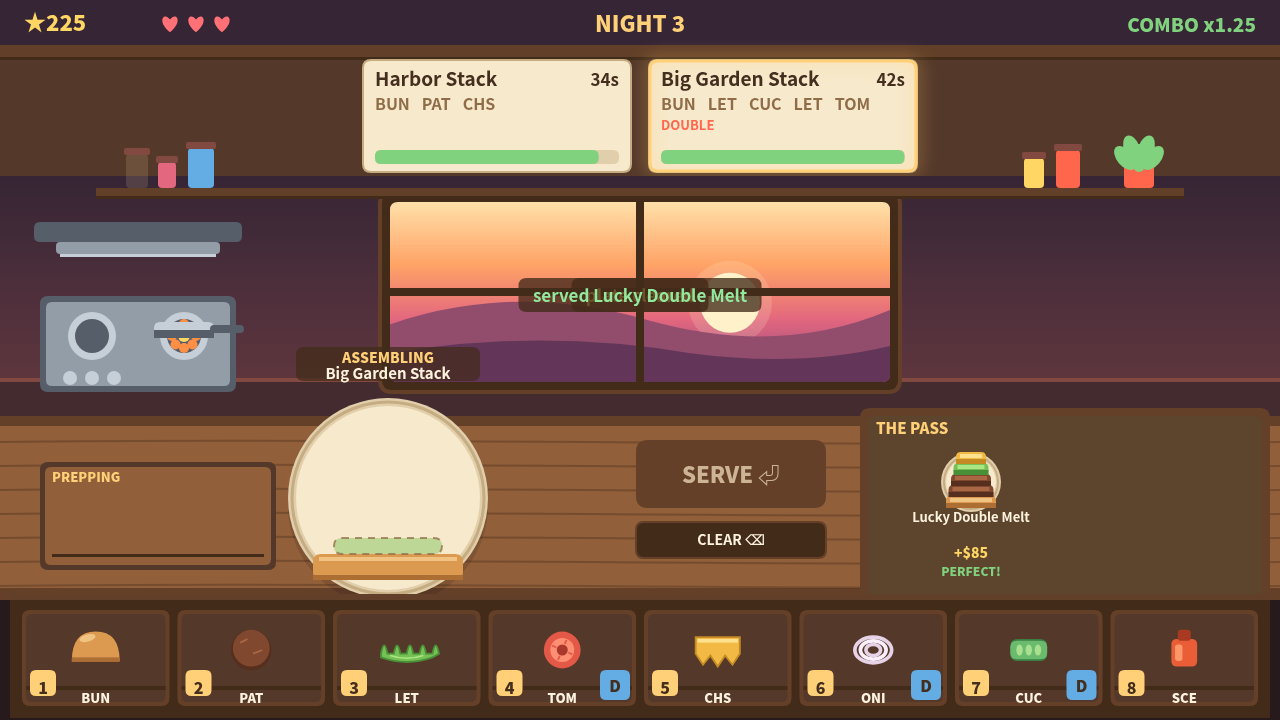 ★225
NIGHT 3
COMBO x1.25
Harbor Stack 34s
BUN PAT CHS
Big Garden Stack 42s
BUN LET CUC LET TOM
DOUBLE
served Lucky Double Melt
ASSEMBLING
Big Garden Stack
PREPPING
SERVE ⏎
CLEAR ⌫
THE PASS
Lucky Double Melt
+$85
PERFECT!
1 BUN
2 PAT
3 LET
4 TOM D
5 CHS
6 ONI D
7 CUC D
8 SCE